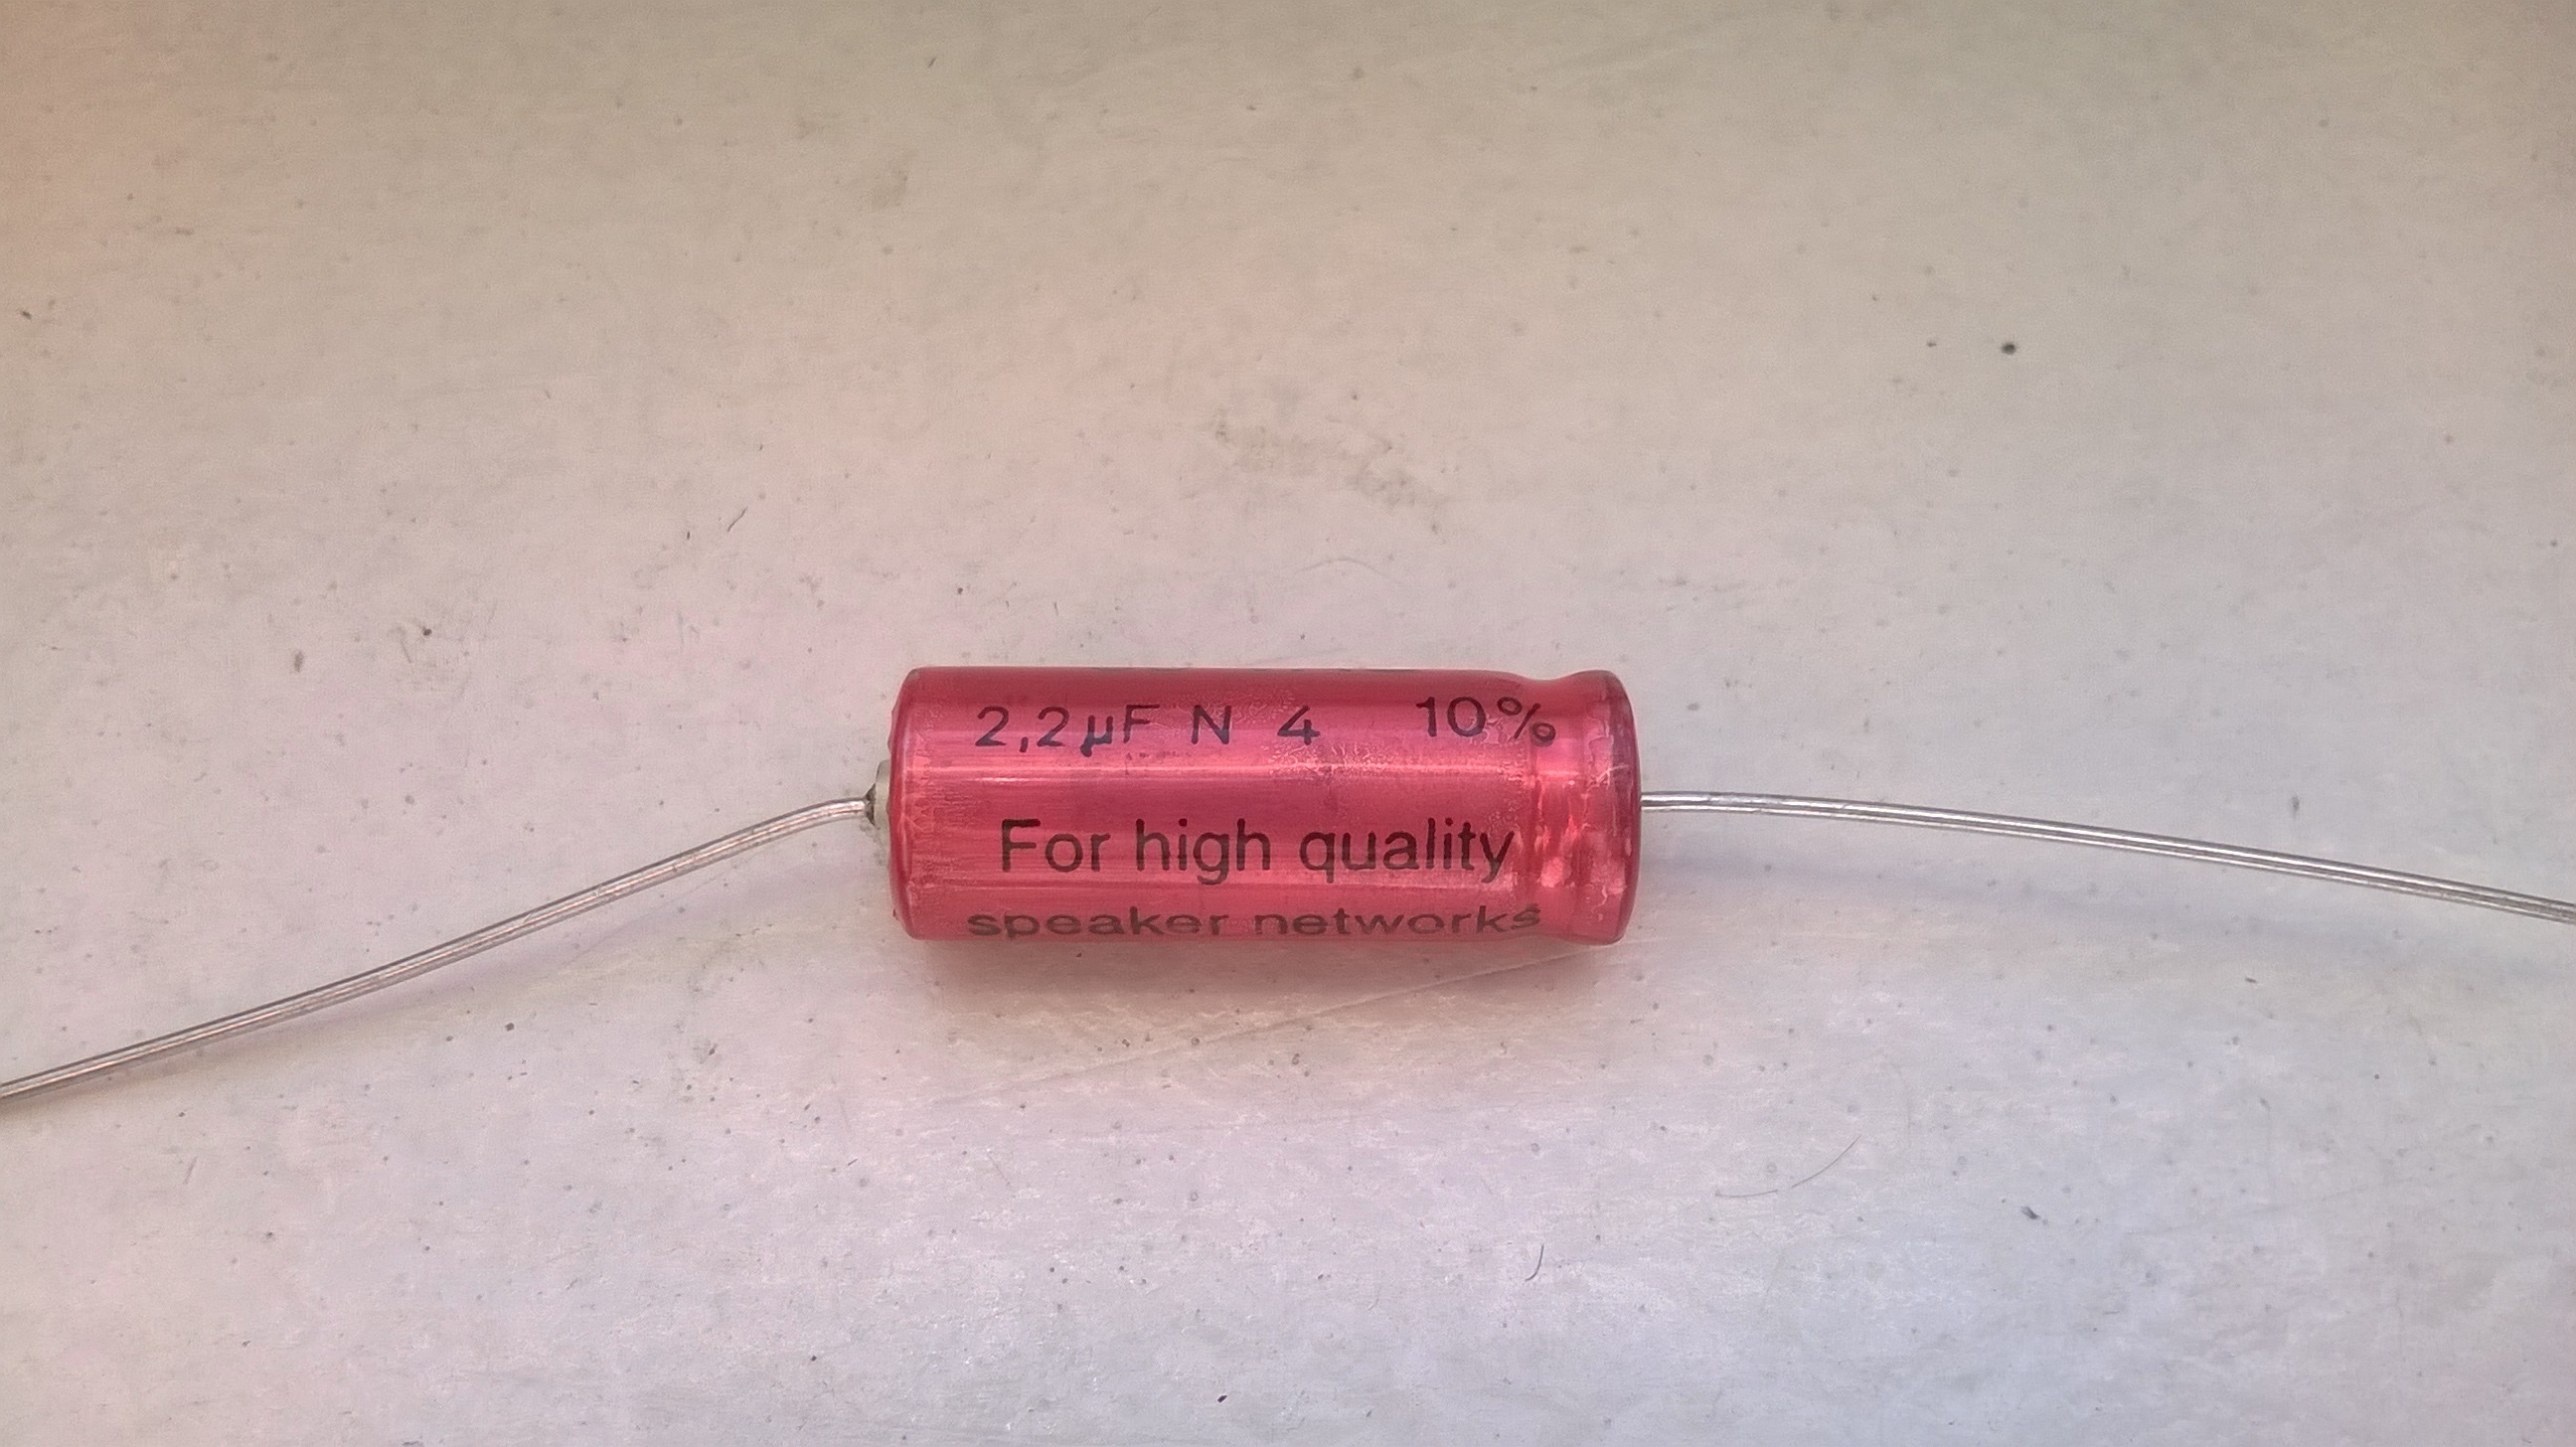 2,2µF N 4 10%
For high quality
speaker networks